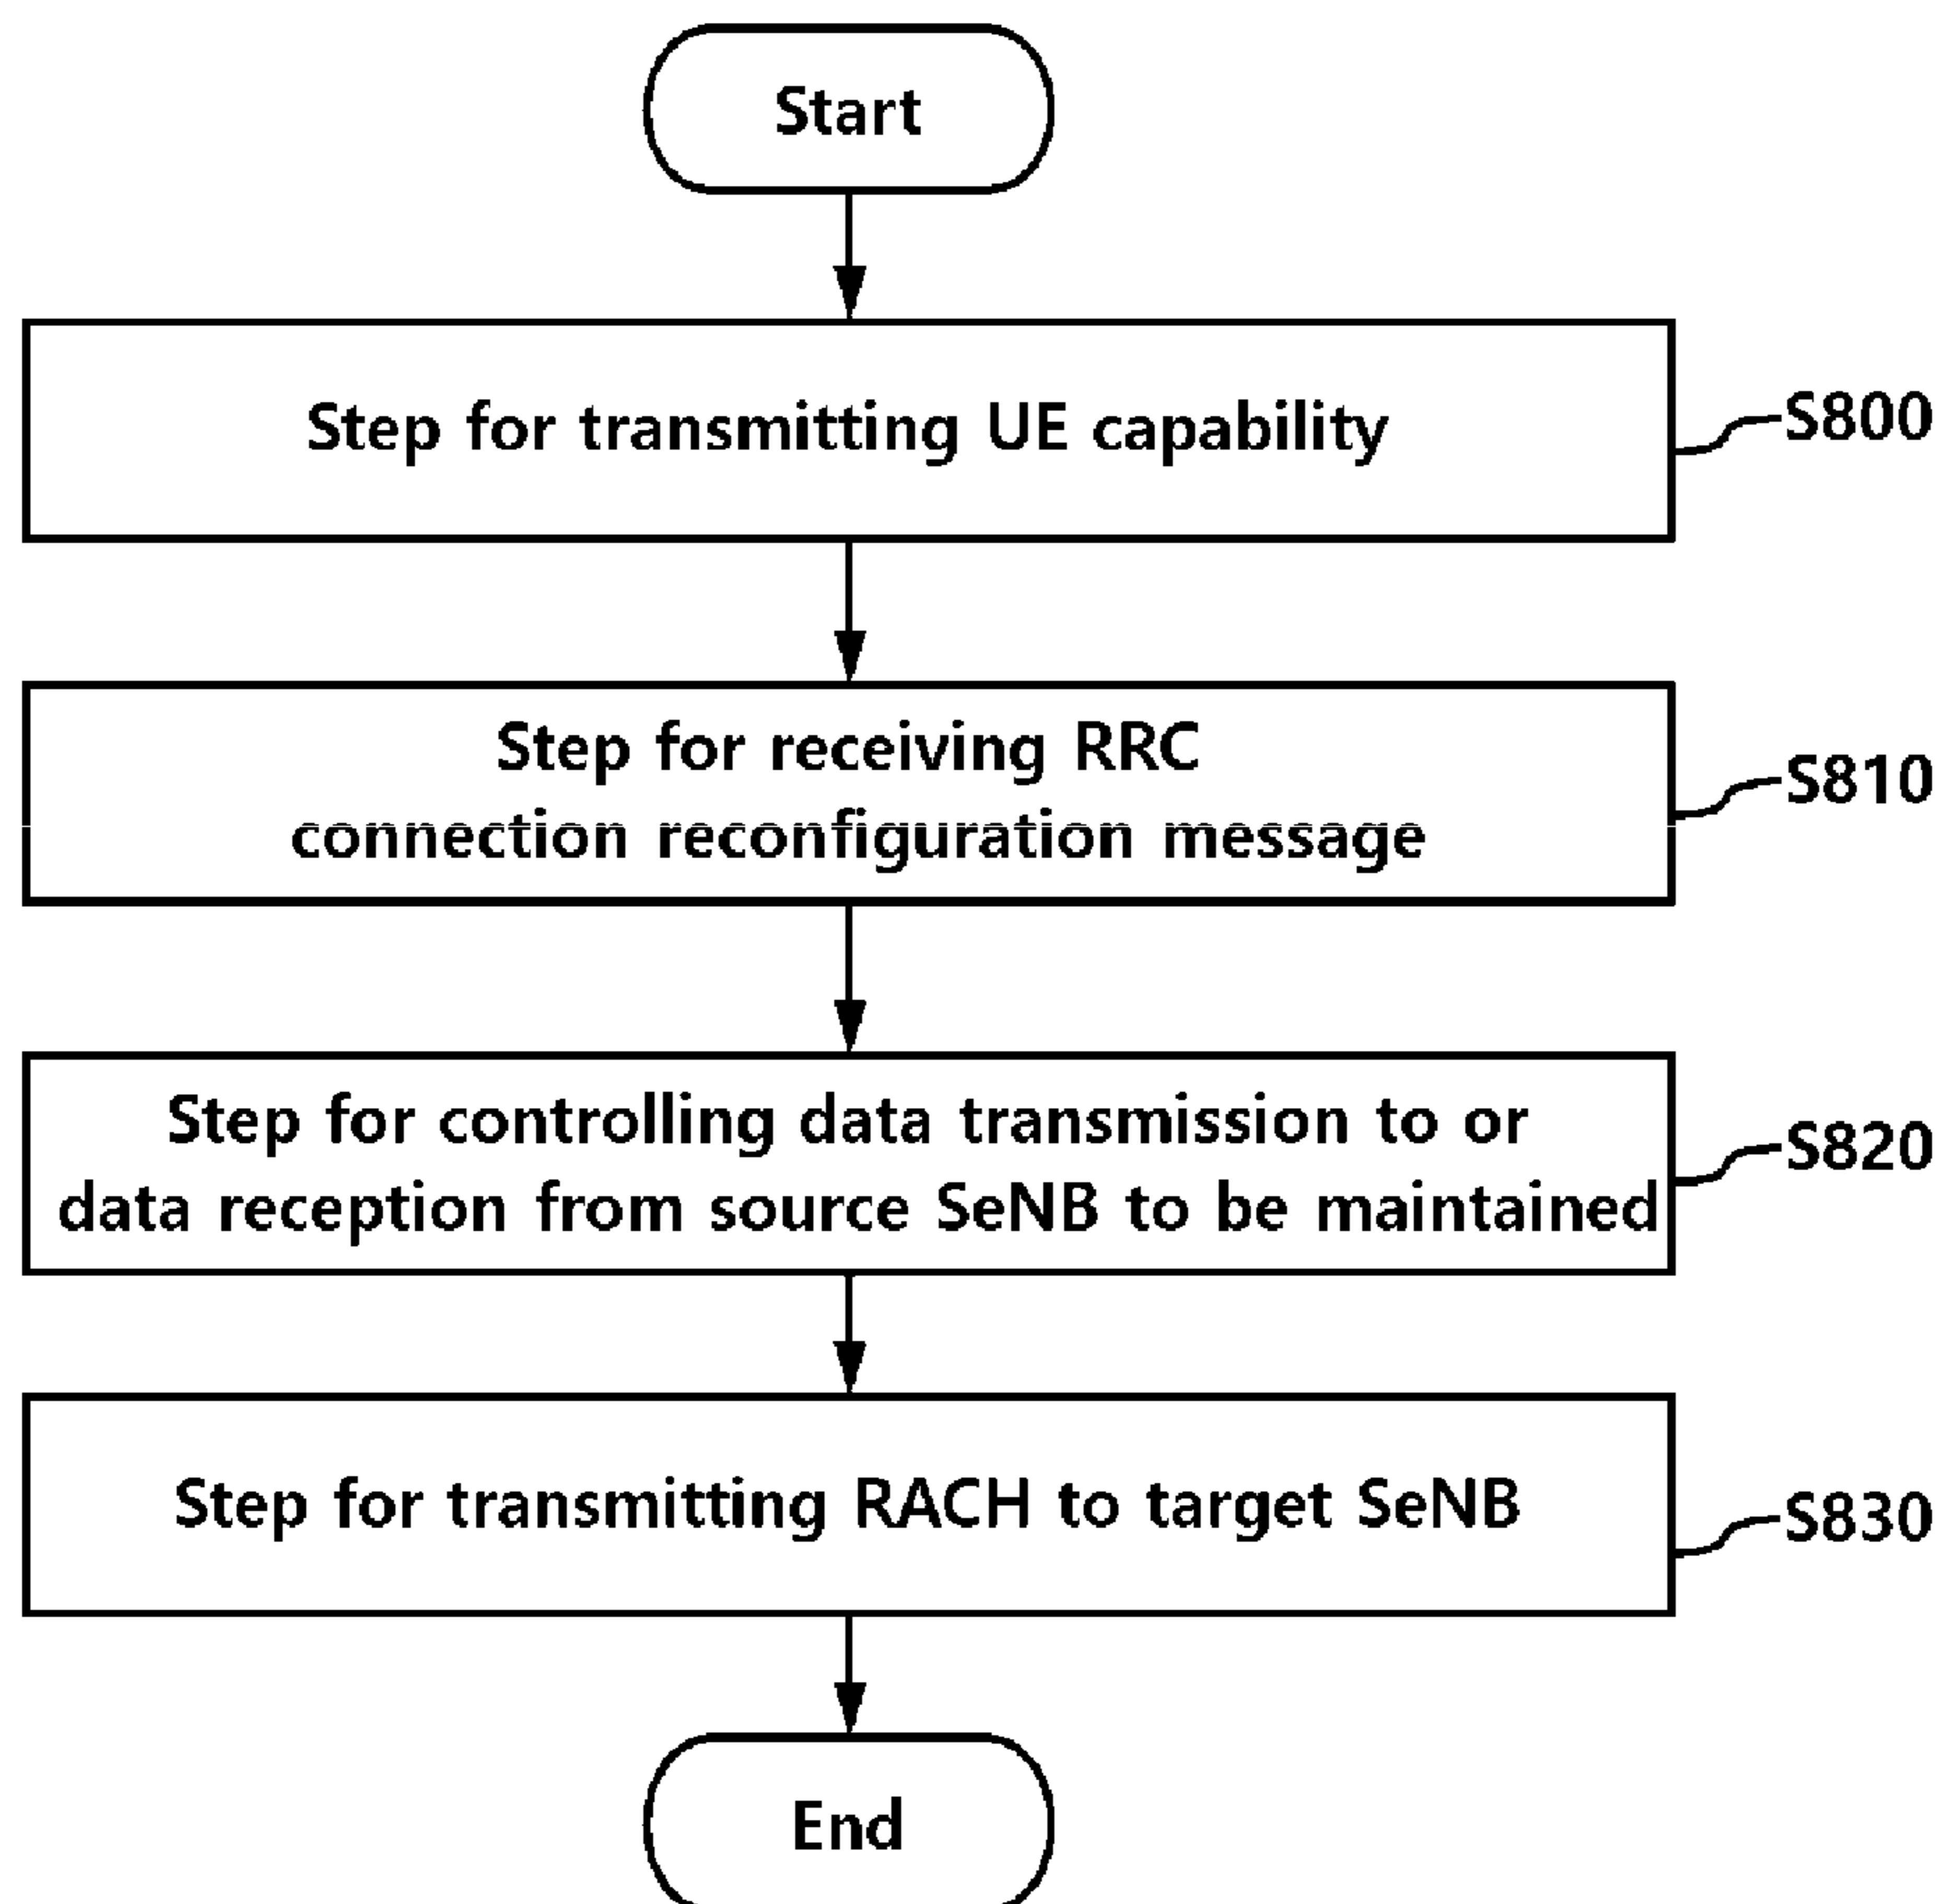 Start
Step for transmitting UE capability
S800
Step for receiving RRC
connection reconfiguration message
S810
Step for controlling data transmission to or
data reception from source SeNB to be maintained
S820
Step for transmitting RACH to target SeNB
S830
End